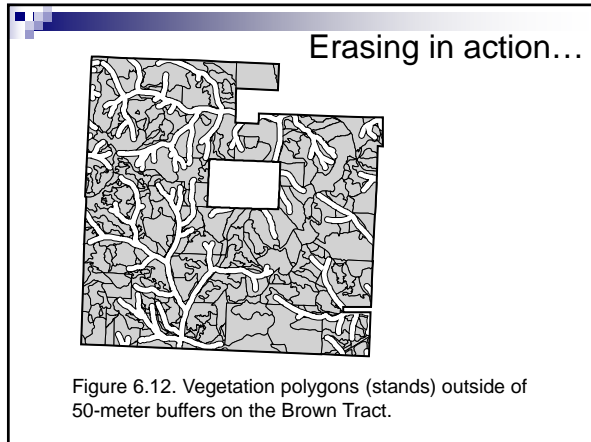 Erasing in action…
Figure 6.12. Vegetation polygons (stands) outside of
50-meter buffers on the Brown Tract.